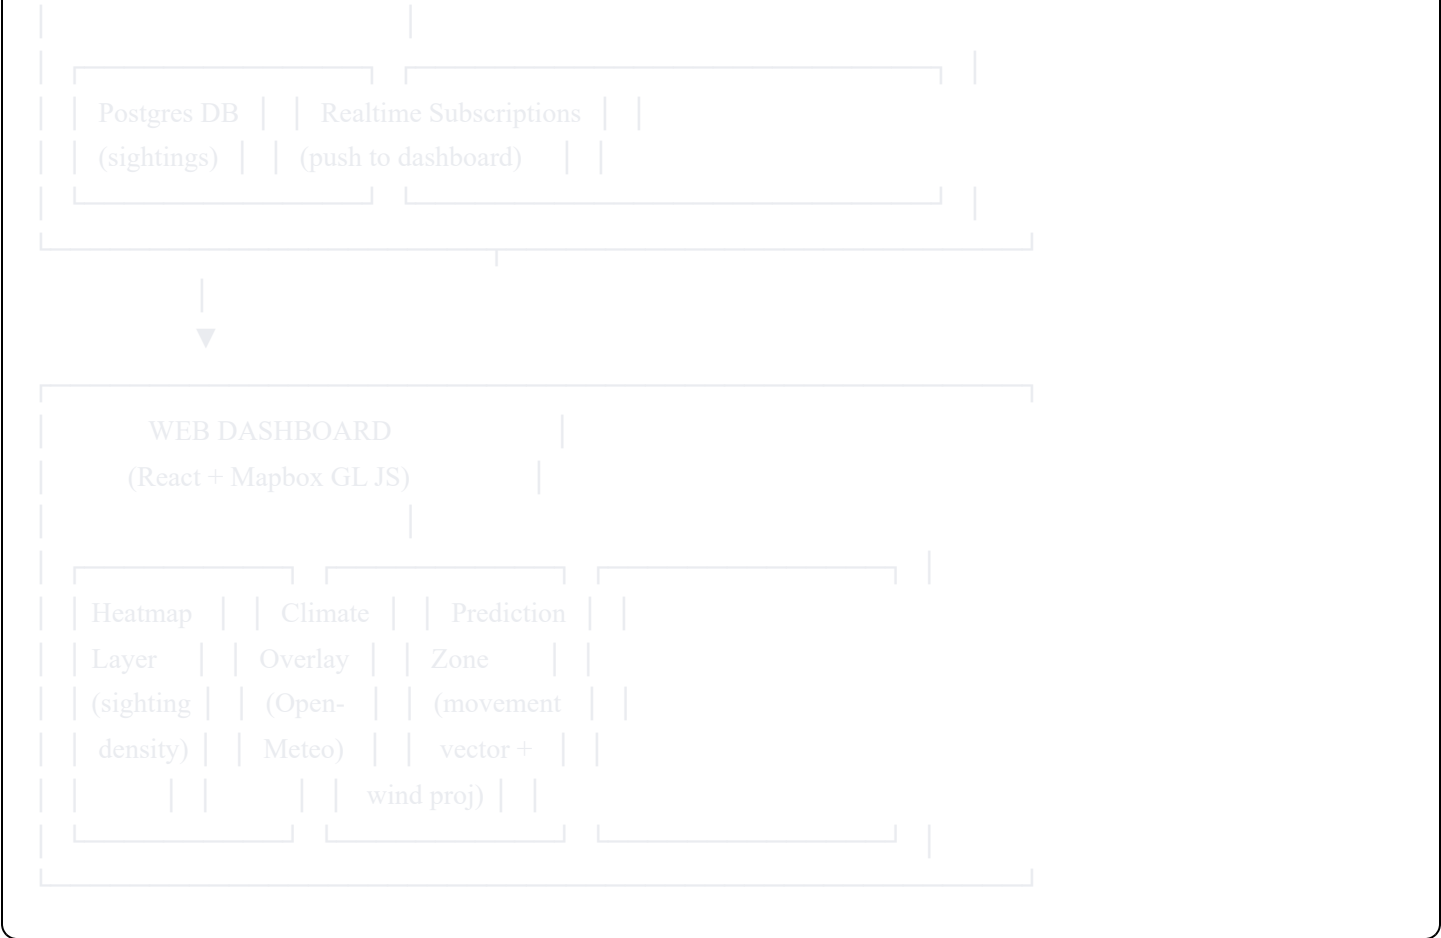 Postgres DB Realtime Subscriptions
(sightings) (push to dashboard)
▼
WEB DASHBOARD
(React + Mapbox GL JS)
Heatmap Climate Prediction
Layer Overlay Zone
(sighting (Open- (movement
density) Meteo) vector +
wind proj)